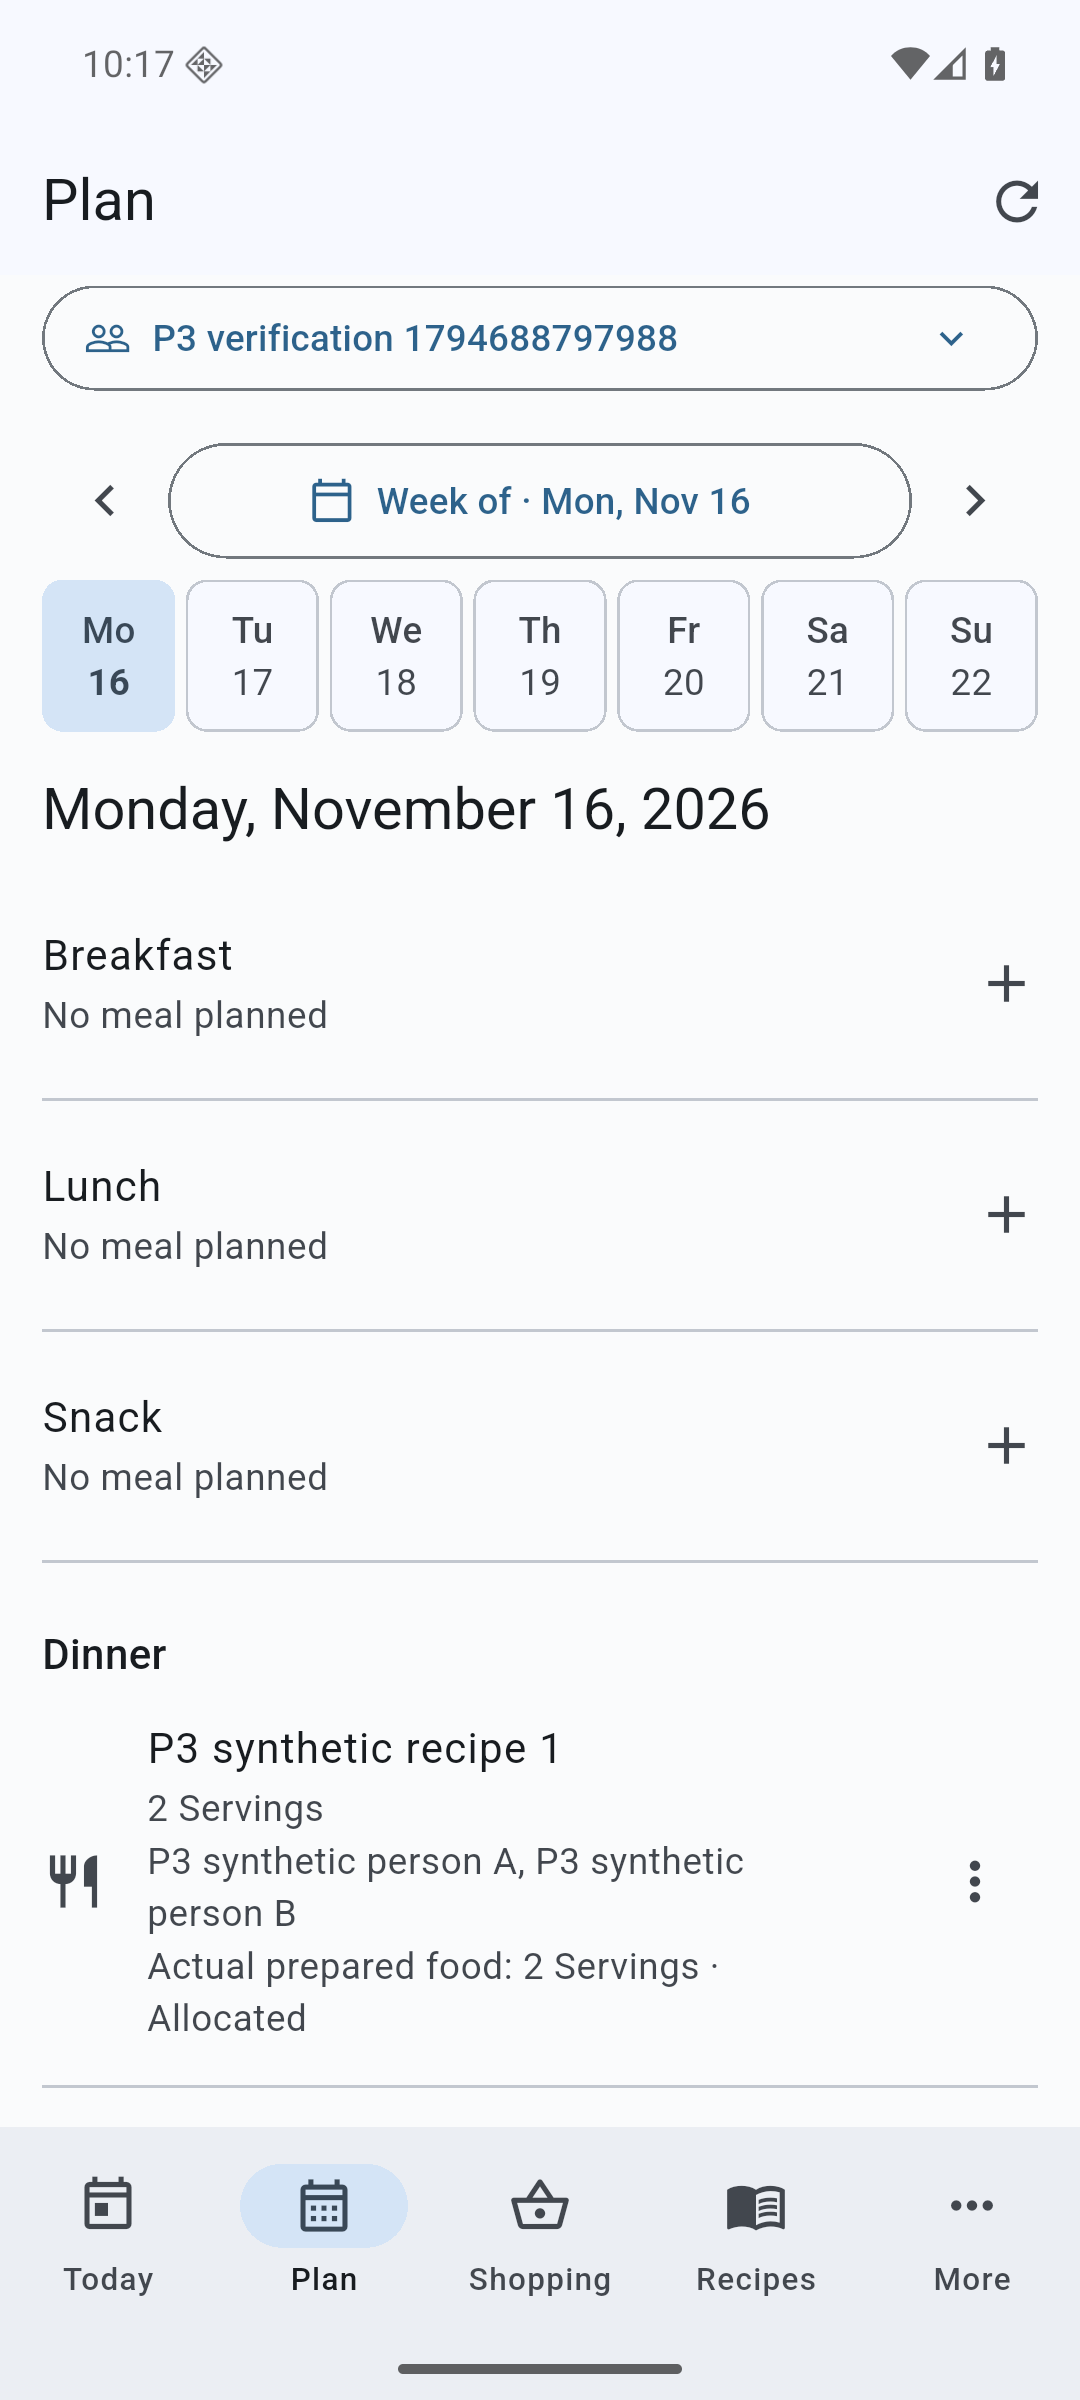 10:17
Plan
P3 verification 1794688797988
Week of · Mon, Nov 16
Mo Tu We Th Fr Sa Su
16 17 18 19 20 21 22
Monday, November 16, 2026
Breakfast
No meal planned
Lunch
No meal planned
Snack
No meal planned
Dinner
P3 synthetic recipe 1
2 Servings
P3 synthetic person A, P3 synthetic
person B
Actual prepared food: 2 Servings ·
Allocated
Today Plan Shopping Recipes More